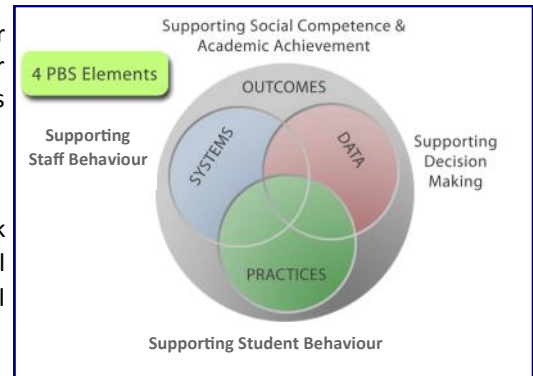 Supporting Social Competence &
Academic Achievement
4 PBS Elements
OUTCOMES
Supporting
Staff Behaviour
SYSTEMS
DATA
Supporting
Decision
Making
PRACTICES
Supporting Student Behaviour